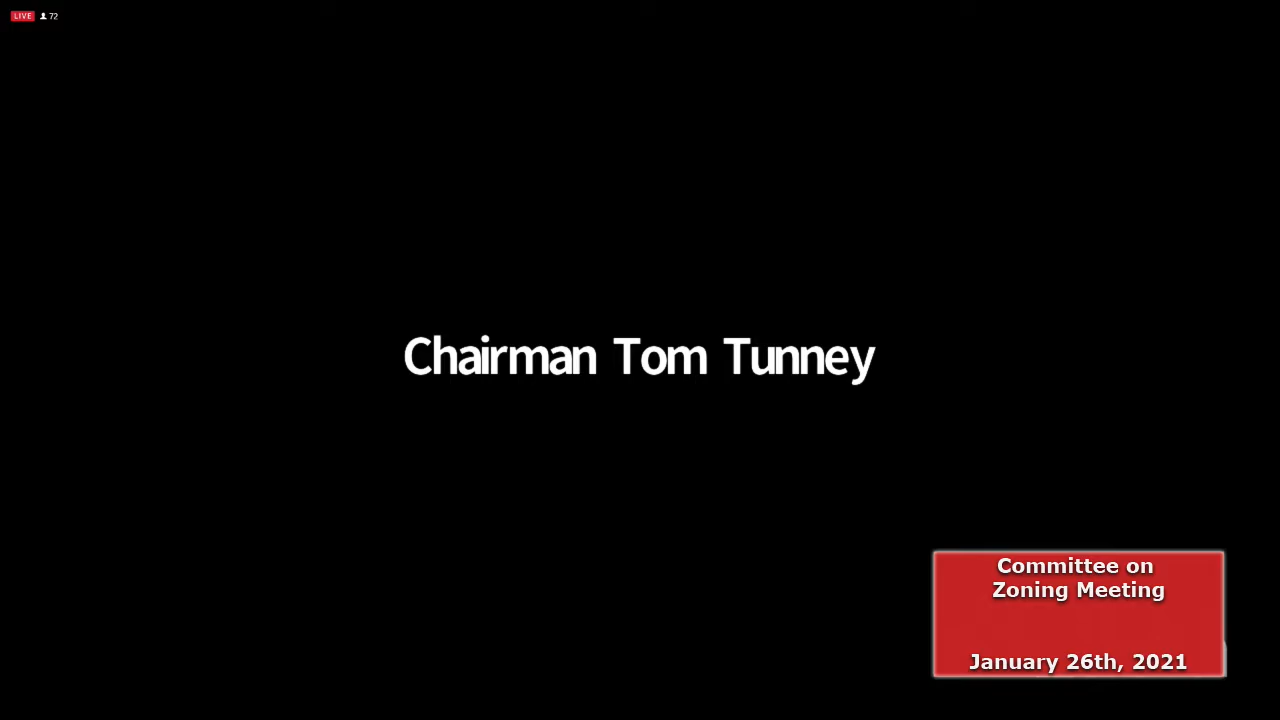 LIVE 72
Chairman Tom Tunney
Committee on
Zoning Meeting
January 26th, 2021